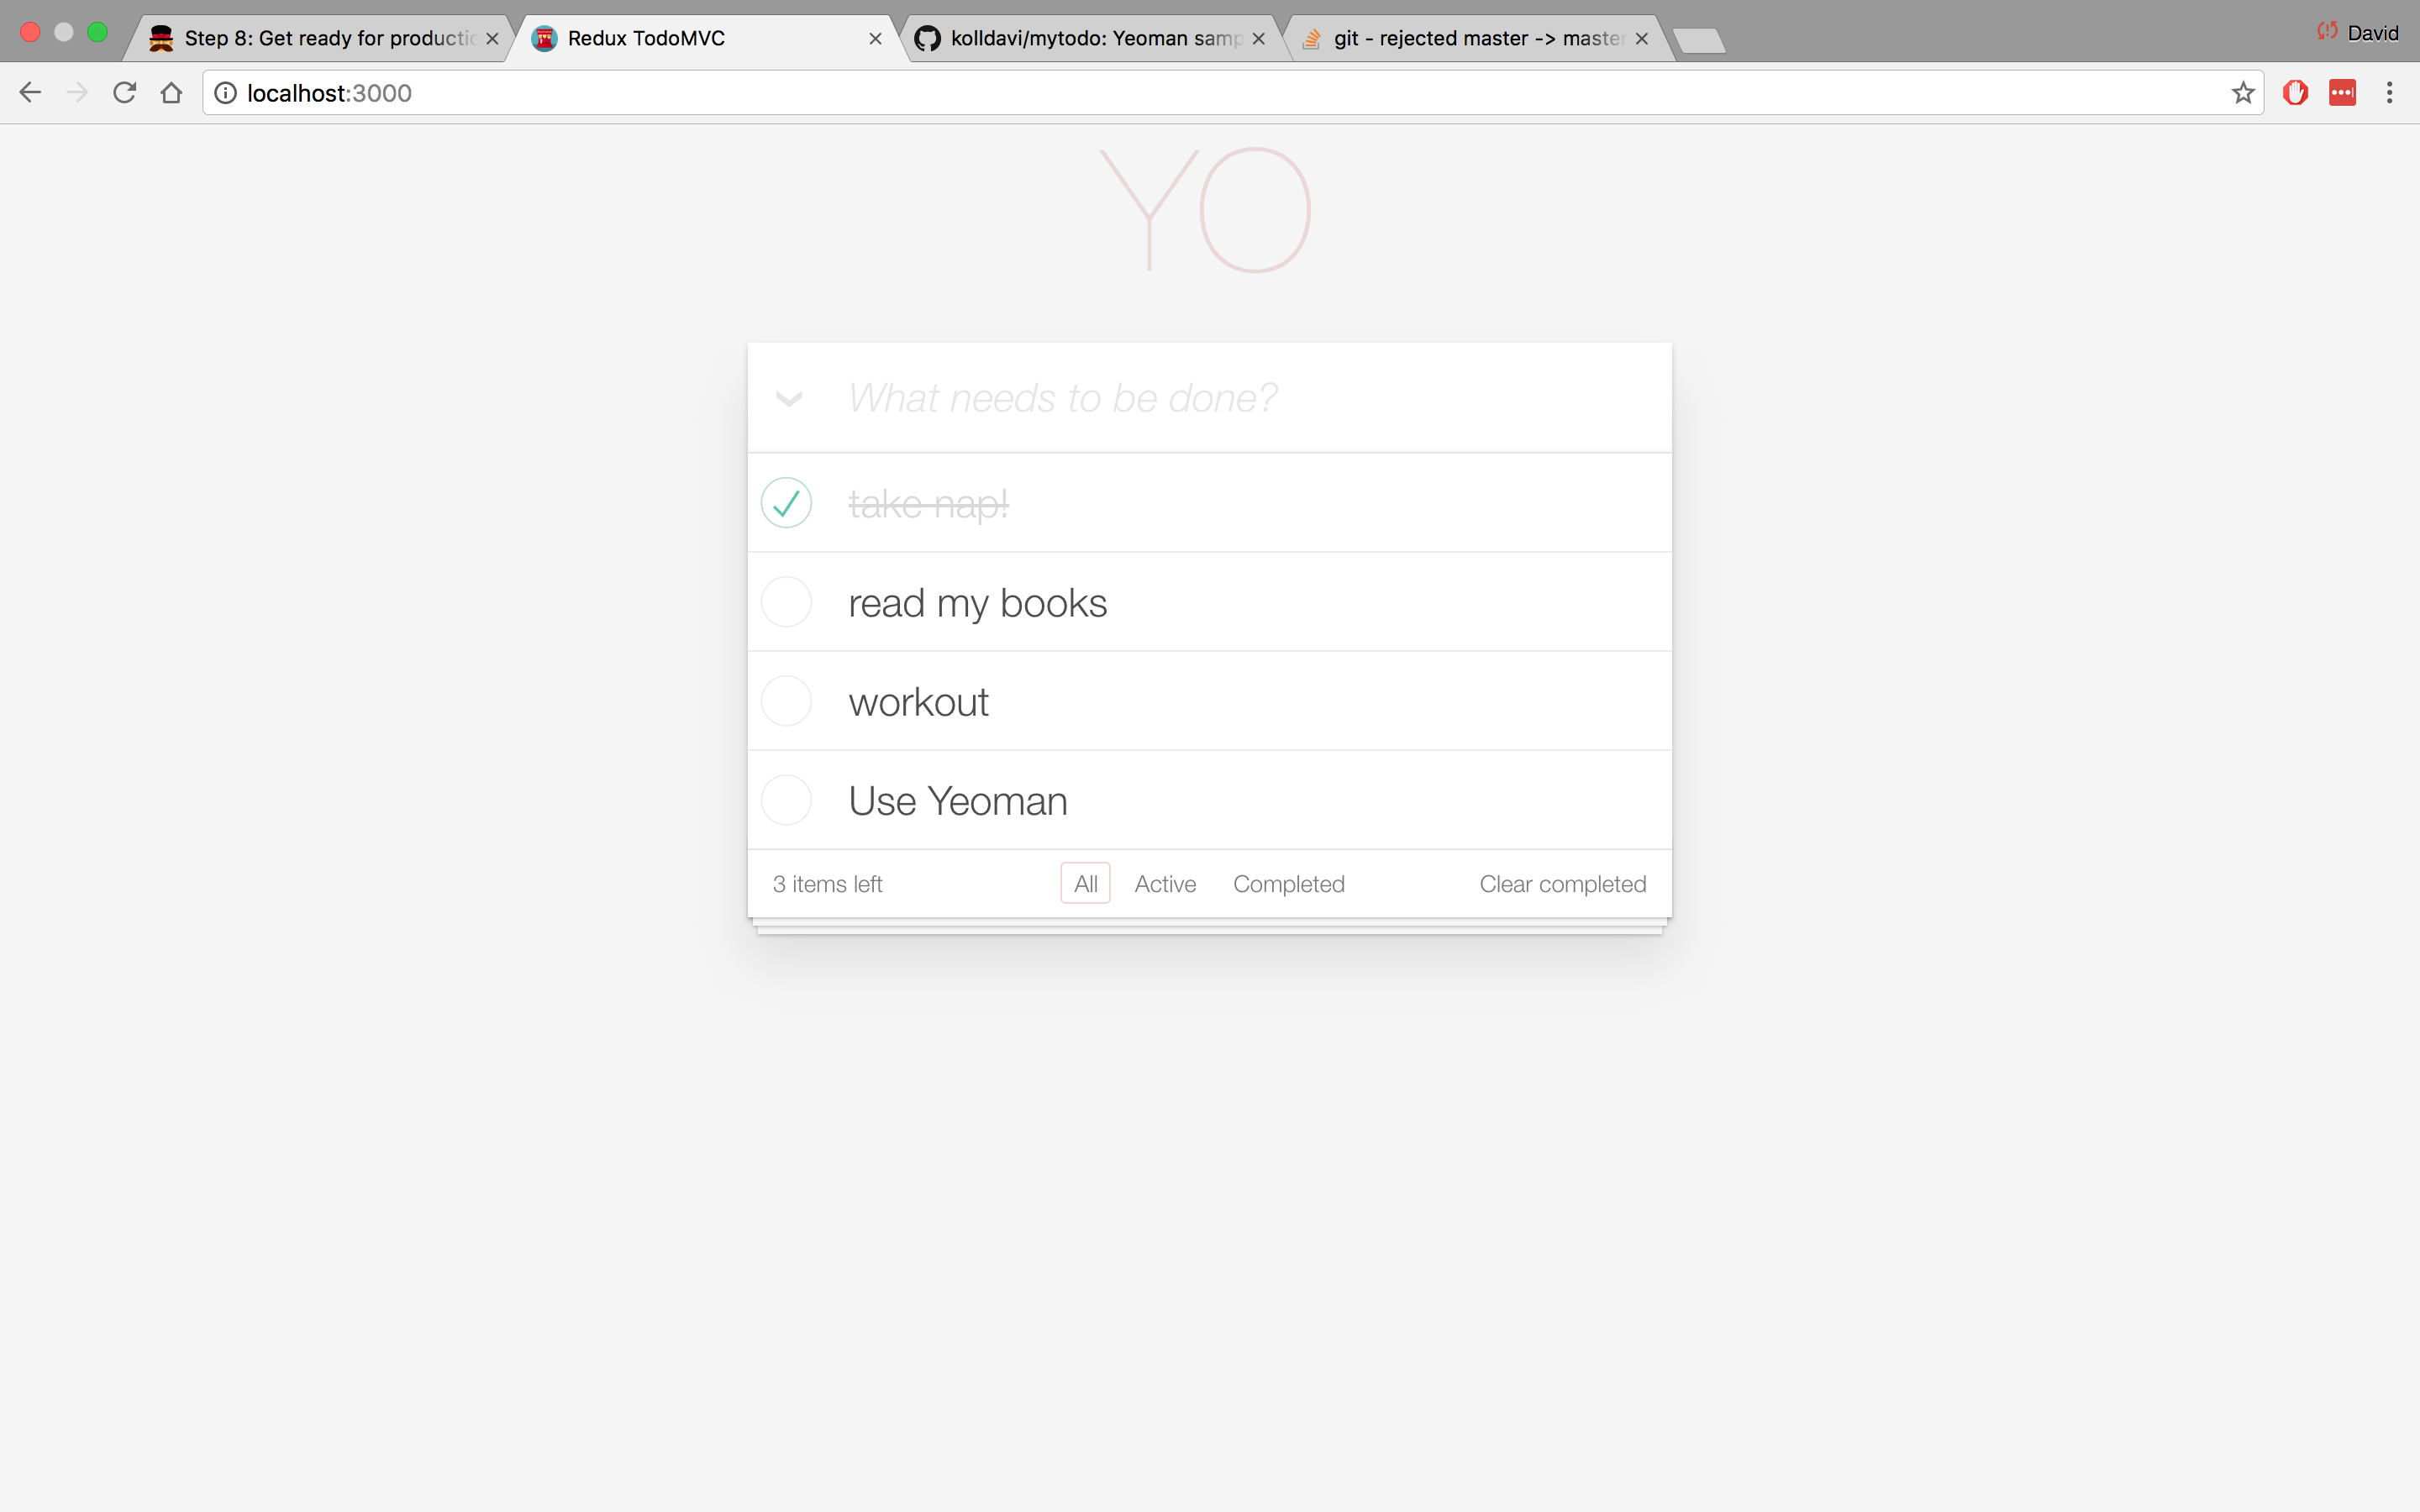 Step 8: Get ready for productio
Redux TodoMVC
kolldavi/mytodo: Yeoman samp
git - rejected master -> master
David
localhost:3000
YO
What needs to be done?
take nap!
read my books
workout
Use Yeoman
3 items left
All
Active
Completed
Clear completed